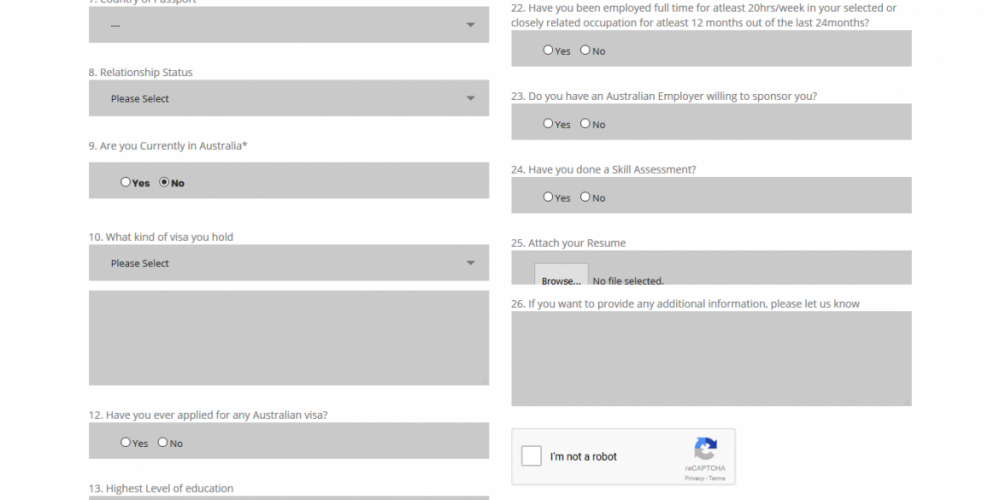 7. Country of Passport
---
8. Relationship Status
Please Select
9. Are you Currently in Australia*
Yes No
10. What kind of visa you hold
Please Select
12. Have you ever applied for any Australian visa?
Yes No
13. Highest Level of education
22. Have you been employed full time for atleast 20hrs/week in your selected or
closely related occupation for atleast 12 months out of the last 24months?
Yes No
23. Do you have an Australian Employer willing to sponsor you?
Yes No
24. Have you done a Skill Assessment?
Yes No
25. Attach your Resume
Browse... No file selected.
26. If you want to provide any additional information, please let us know
I'm not a robot
reCAPTCHA
Privacy - Terms